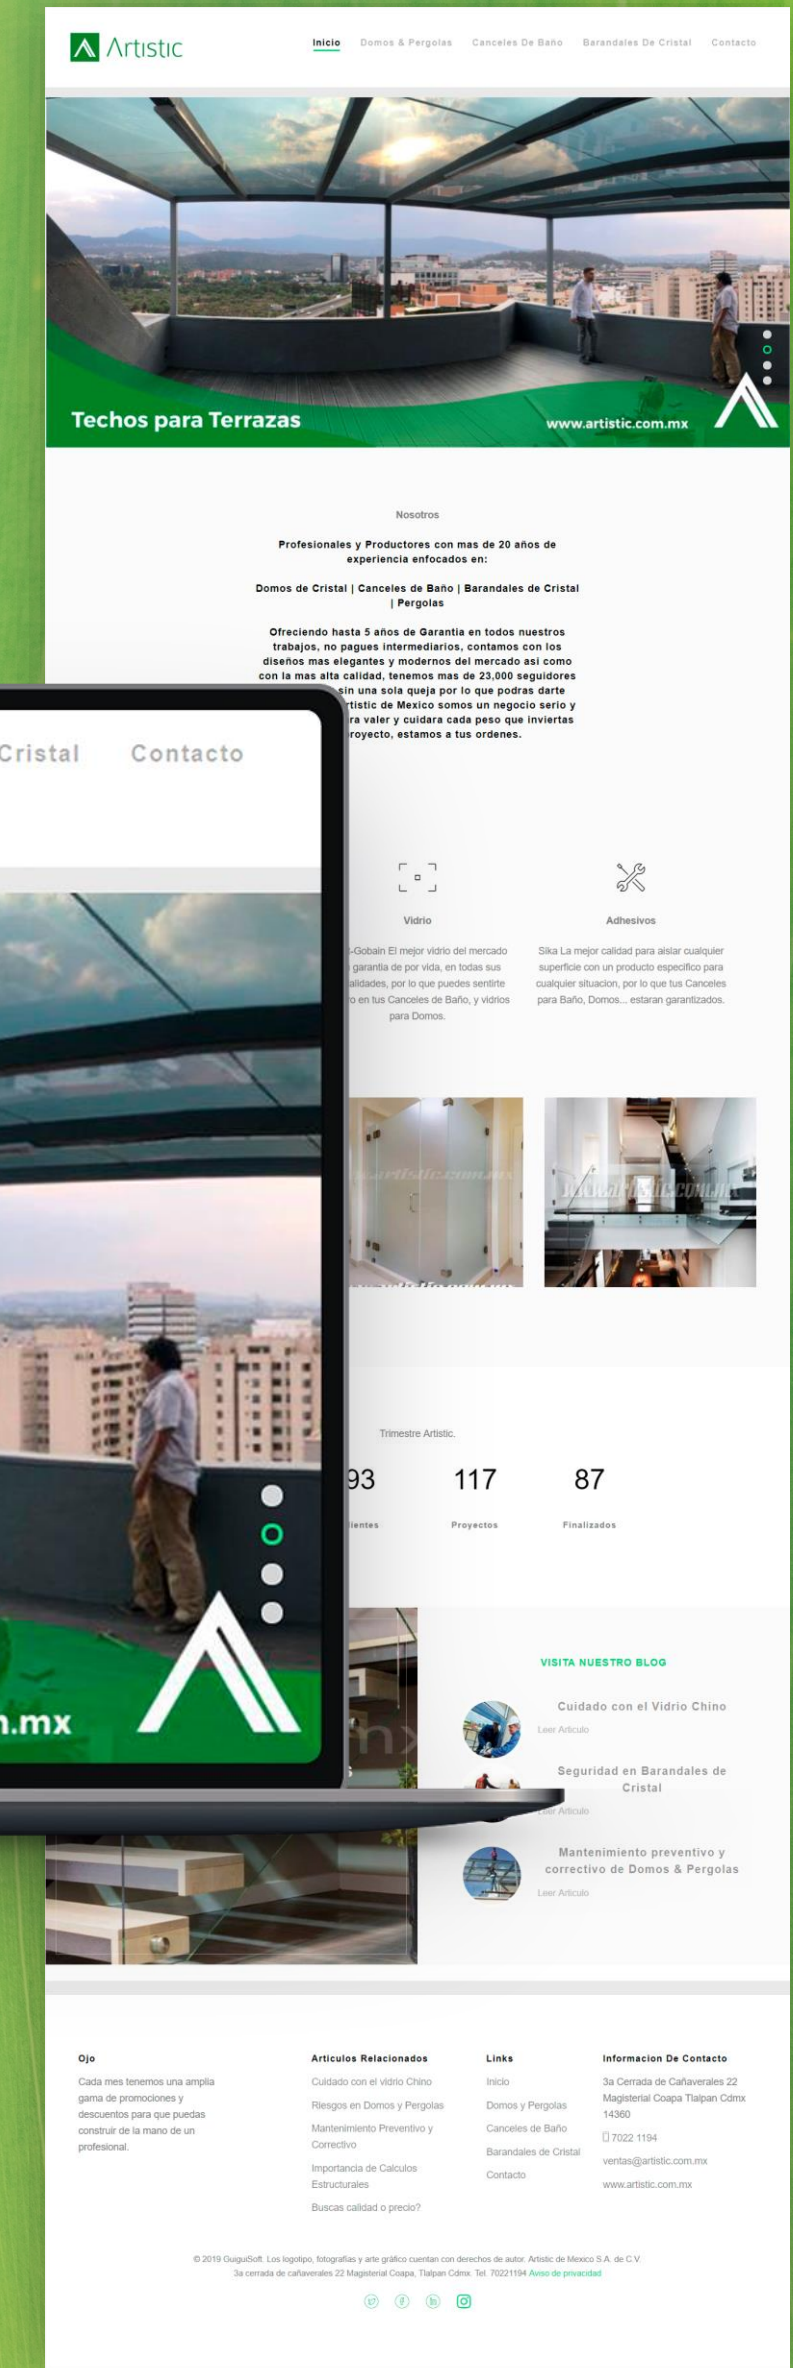 Artistic
Inicio Domos & Pergolas Canceles De Baño Barandales De Cristal Contacto
Techos para Terrazas
www.artistic.com.mx
Nosotros
Profesionales y Productores con mas de 20 años de
experiencia enfocados en:
Domos de Cristal | Canceles de Baño | Barandales de Cristal
| Pergolas
Ofreciendo hasta 5 años de Garantia en todos nuestros
trabajos, no pagues intermediarios, contamos con los
diseños mas elegantes y modernos del mercado asi como
con la mas alta calidad, tenemos mas de 23,000 seguidores
sin una sola queja por lo que podras darte
rtistic de Mexico somos un negocio serio y
ra valer y cuidara cada peso que inviertas
royecto, estamos a tus ordenes.
Cristal Contacto
Vidrio
-Gobain El mejor vidrio del mercado
garantia de por vida, en todas sus
alidades, por lo que puedes sentirte
ro en tus Canceles de Baño, y vidrios
para Domos.
Adhesivos
Sika La mejor calidad para aislar cualquier
superficie con un producto especifico para
cualquier situacion, por lo que tus Canceles
para Baño, Domos... estaran garantizados.
www.artistic.com.mx
Trimestre Artistic.
93 117 87
lientes Proyectos Finalizados
n.mx
VISITA NUESTRO BLOG
Cuidado con el Vidrio Chino
Leer Articulo
Seguridad en Barandales de
Cristal
Leer Articulo
Mantenimiento preventivo y
correctivo de Domos & Pergolas
Leer Articulo
Ojo
Cada mes tenemos una amplia
gama de promociones y
descuentos para que puedas
construir de la mano de un
profesional.
Articulos Relacionados
Cuidado con el vidrio Chino
Riesgos en Domos y Pergolas
Mantenimiento Preventivo y
Correctivo
Importancia de Calculos
Estructurales
Buscas calidad o precio?
Links
Inicio
Domos y Pergolas
Canceles de Baño
Barandales de Cristal
Contacto
Informacion De Contacto
3a Cerrada de Cañaverales 22
Magisterial Coapa Tlalpan Cdmx
14360
7022 1194
ventas@artistic.com.mx
www.artistic.com.mx
© 2019 GuiguiSoft. Los logotipo, fotografías y arte gráfico cuentan con derechos de autor. Artistic de Mexico S.A. de C.V.
3a cerrada de cañaverales 22 Magisterial Coapa, Tlalpan Cdmx. Tel. 70221194 Aviso de privacidad